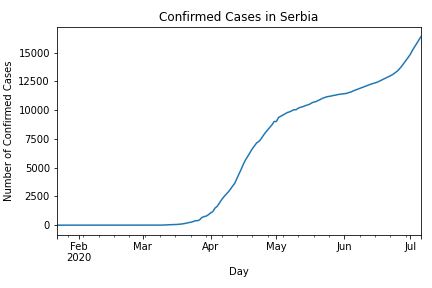 Confirmed Cases in Serbia
Number of Confirmed Cases
15000
12500
10000
7500
5000
2500
0
Feb Mar Apr May Jun Jul
2020
Day